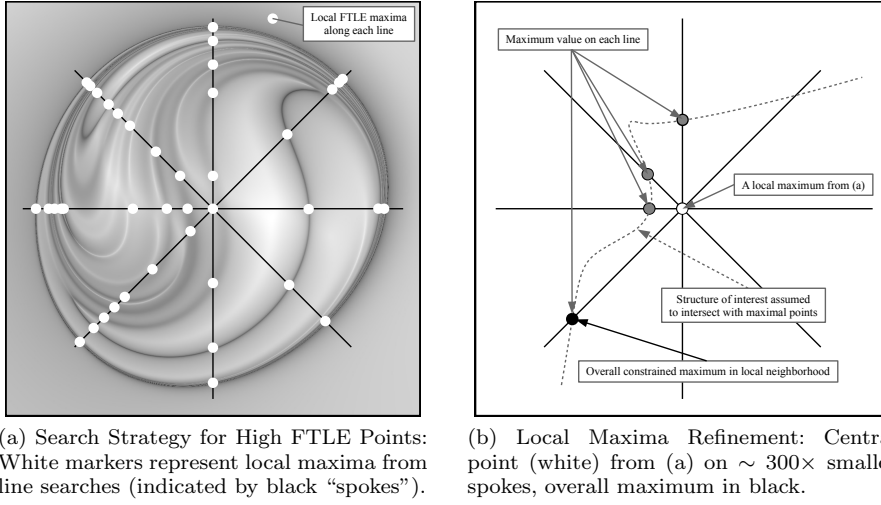 Local FTLE maxima
along each line
Maximum value on each line
A local maximum from (a)
Structure of interest assumed
to intersect with maximal points
Overall constrained maximum in local neighborhood
(a) Search Strategy for High FTLE Points:
White markers represent local maxima from
line searches (indicated by black “spokes”).
(b) Local Maxima Refinement: Centra
point (white) from (a) on ∼ 300× smalle
spokes, overall maximum in black.